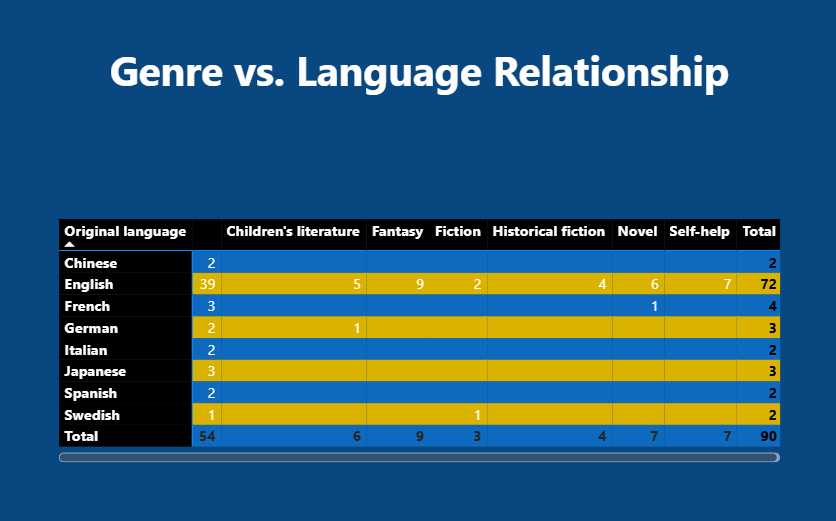 Genre vs. Language Relationship
Original language Children's literature Fantasy Fiction Historical fiction Novel Self-help Total
Chinese 2 2
English 39 5 9 2 4 6 7 72
French 3 1 4
German 2 1 3
Italian 2 2
Japanese 3 3
Spanish 2 2
Swedish 1 1 2
Total 54 6 9 3 4 7 7 90